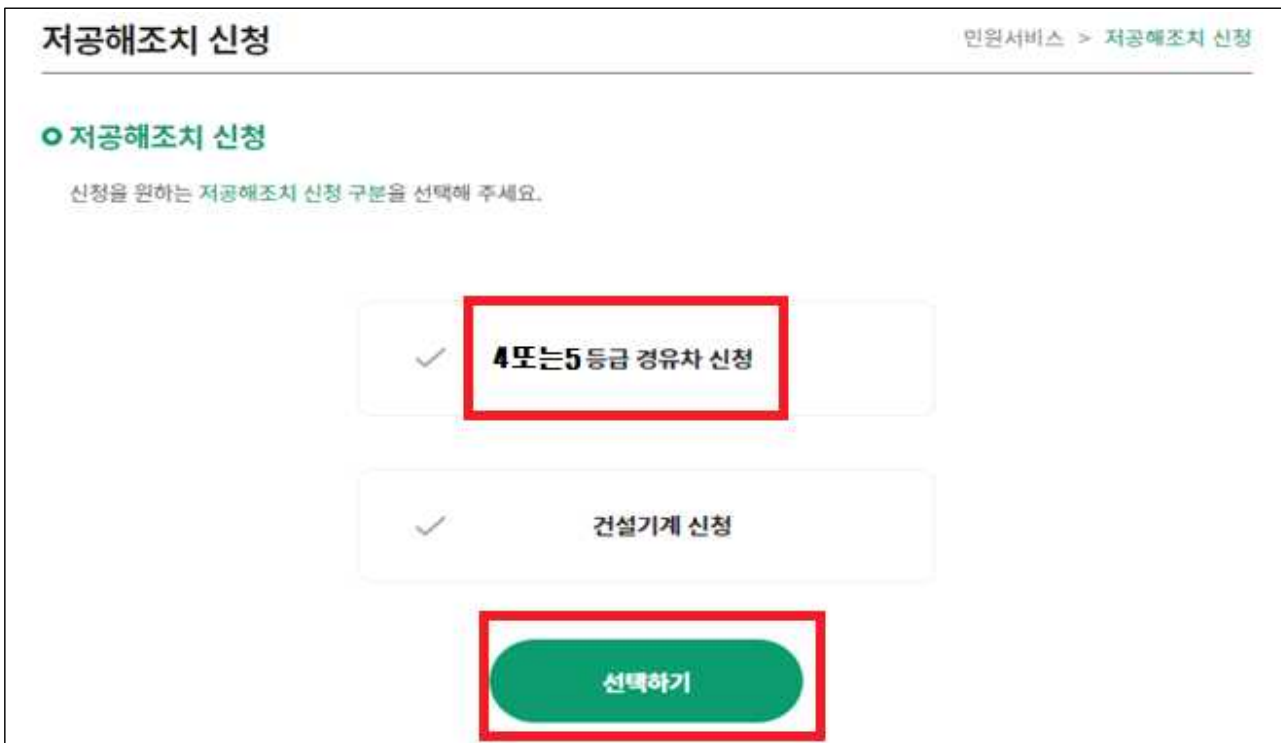 저공해조치 신청
민원서비스 > 저공해조치 신청
저공해조치 신청
신청을 원하는 저공해조치 신청 구분을 선택해 주세요.
4또는5 등급 경유차 신청
건설기계 신청
선택하기